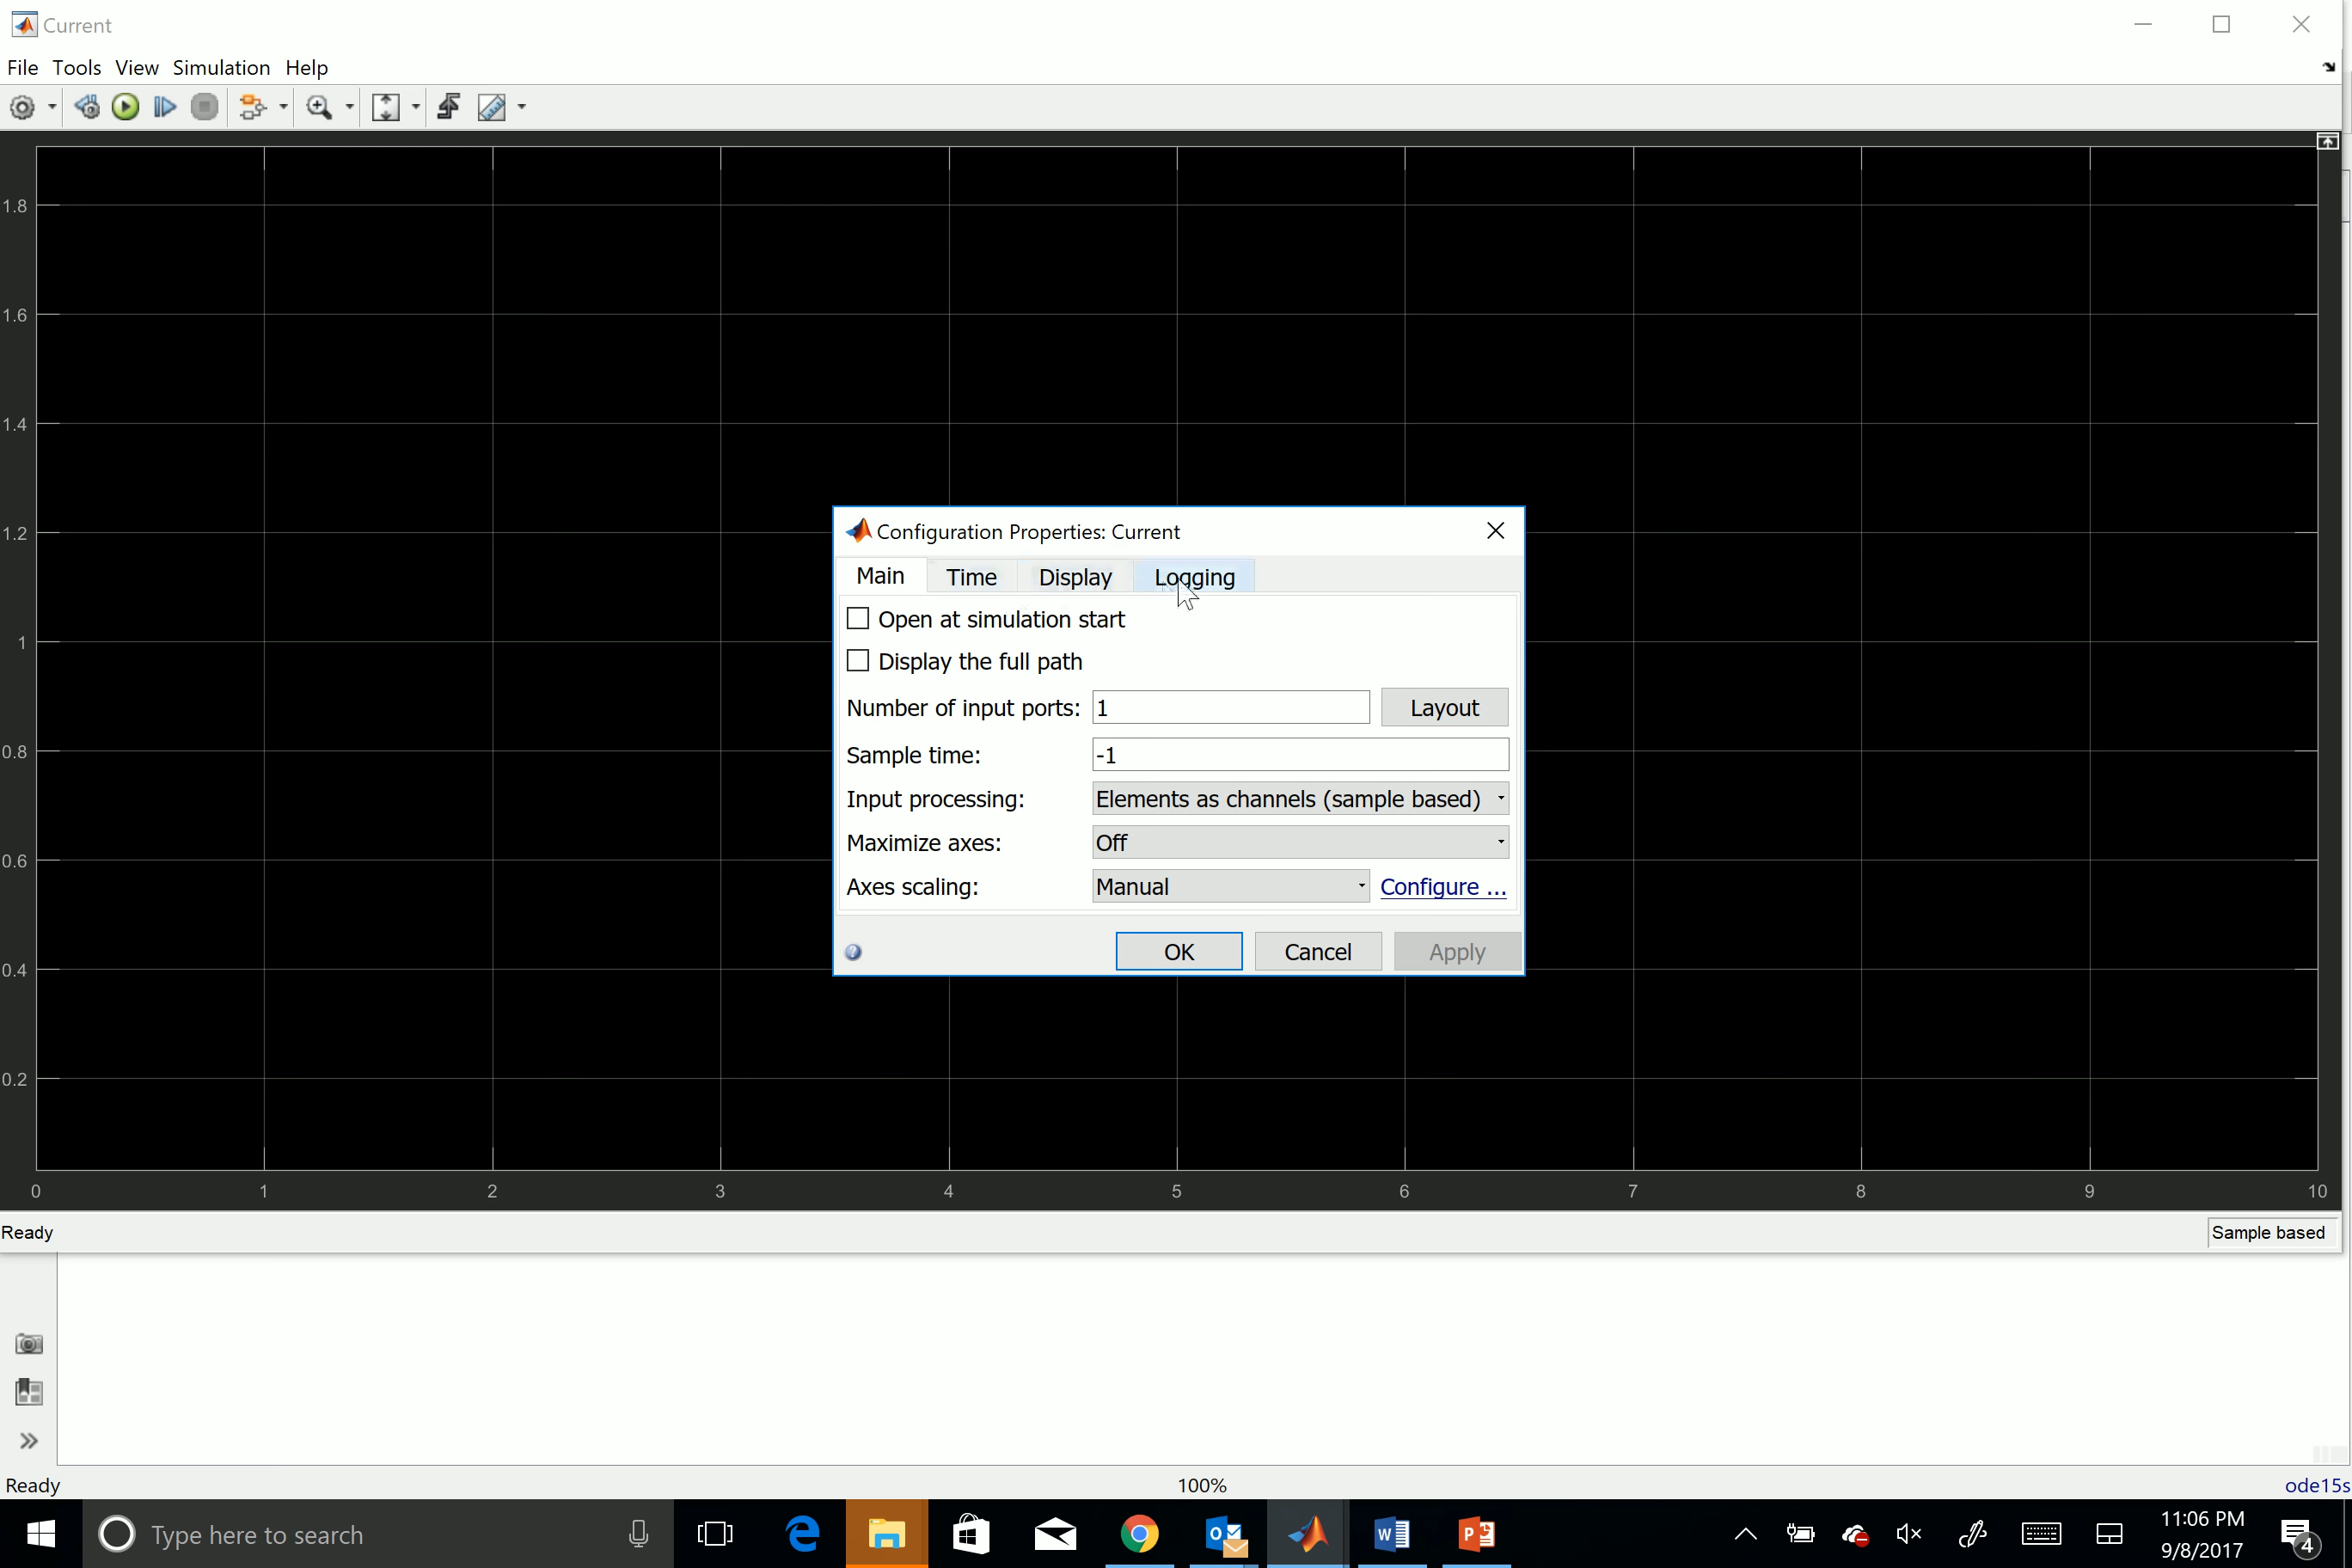 Current
File Tools View Simulation Help
1.8
1.6
1.4
1.2
1
0.8
0.6
0.4
0.2
0 1 2 3 4 5 6 7 8 9 10
Configuration Properties: Current
Main Time Display Logging
Open at simulation start
Display the full path
Number of input ports: 1 Layout
Sample time: -1
Input processing: Elements as channels (sample based)
Maximize axes: Off
Axes scaling: Manual Configure ...
OK Cancel Apply
Ready Sample based
Ready 100% ode15s
Type here to search
11:06 PM
9/8/2017
4